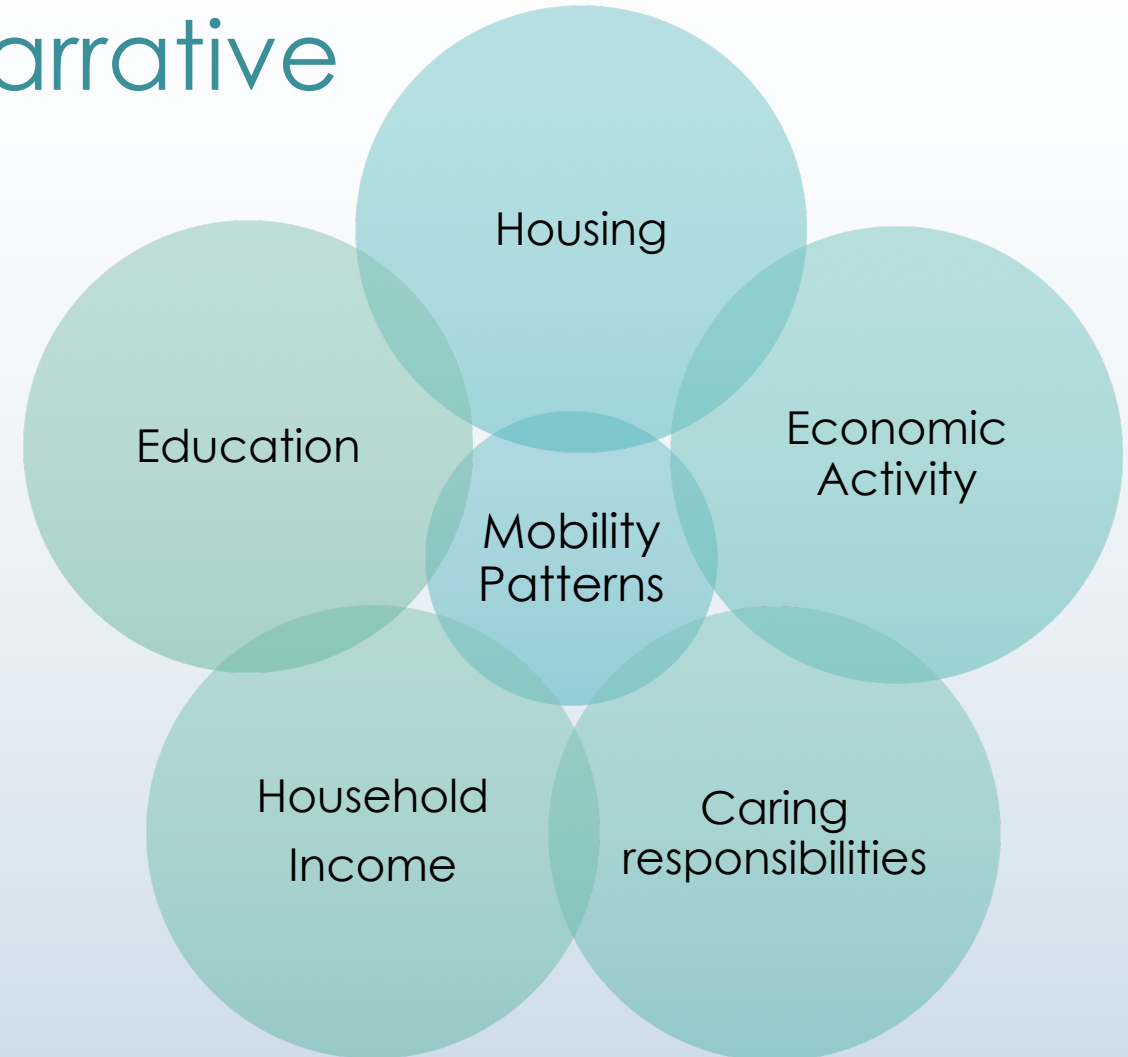 arrative
Housing
Education
Economic
Activity
Mobility
Patterns
Household
Income
Caring
responsibilities